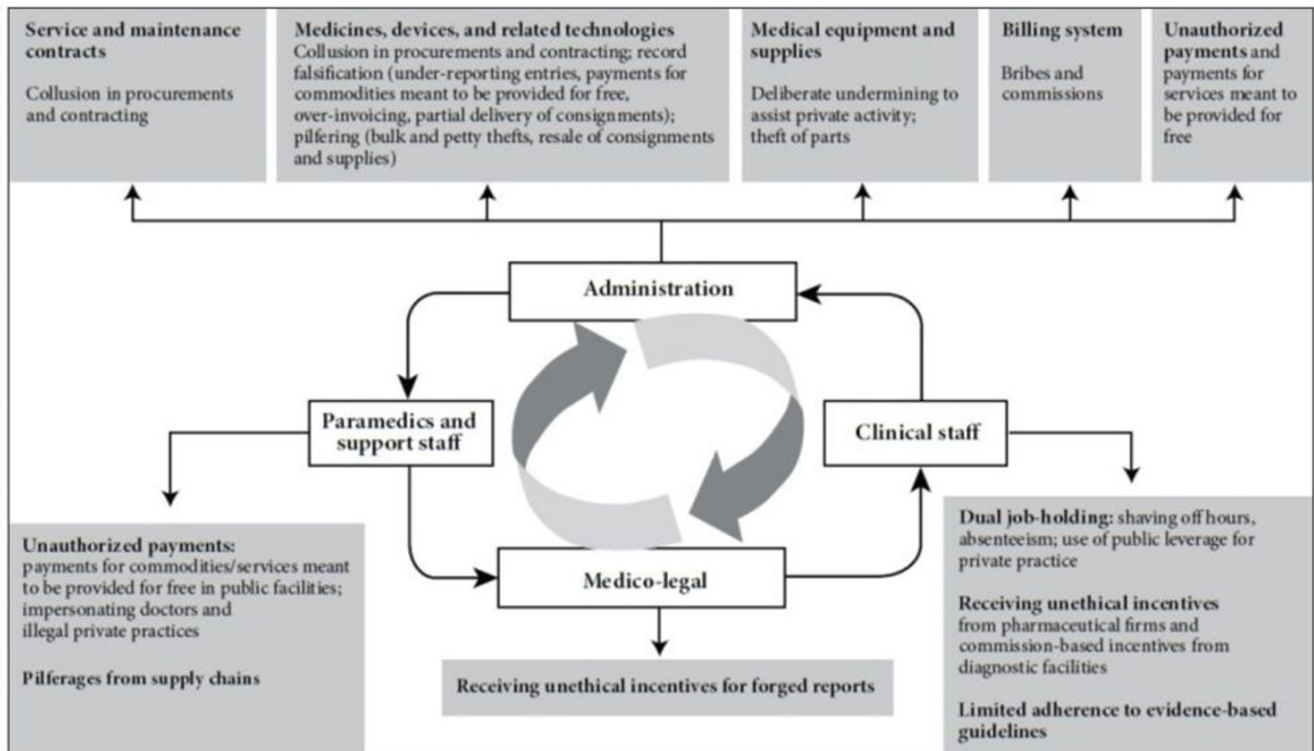 Service and maintenance
contracts
Collusion in procurements
and contracting
Medicines, devices, and related technologies
Collusion in procurements and contracting; record
falsification (under-reporting entries, payments for
commodities meant to be provided for free,
over-invoicing, partial delivery of consignments);
pilfering (bulk and petty thefts, resale of consignments
and supplies)
Medical equipment and
supplies
Deliberate undermining to
assist private activity;
theft of parts
Billing system
Bribes and
commissions
Unauthorized
payments and
payments for
services meant to
be provided for
free
Administration
Paramedics and
support staff
Clinical staff
Medico-legal
Unauthorized payments:
payments for commodities/services meant
to be provided for free in public facilities;
impersonating doctors and
illegal private practices
Pilferages from supply chains
Receiving unethical incentives for forged reports
Dual job-holding: shaving off hours,
absenteeism; use of public leverage for
private practice
Receiving unethical incentives
from pharmaceutical firms and
commission-based incentives from
diagnostic facilities
Limited adherence to evidence-based
guidelines